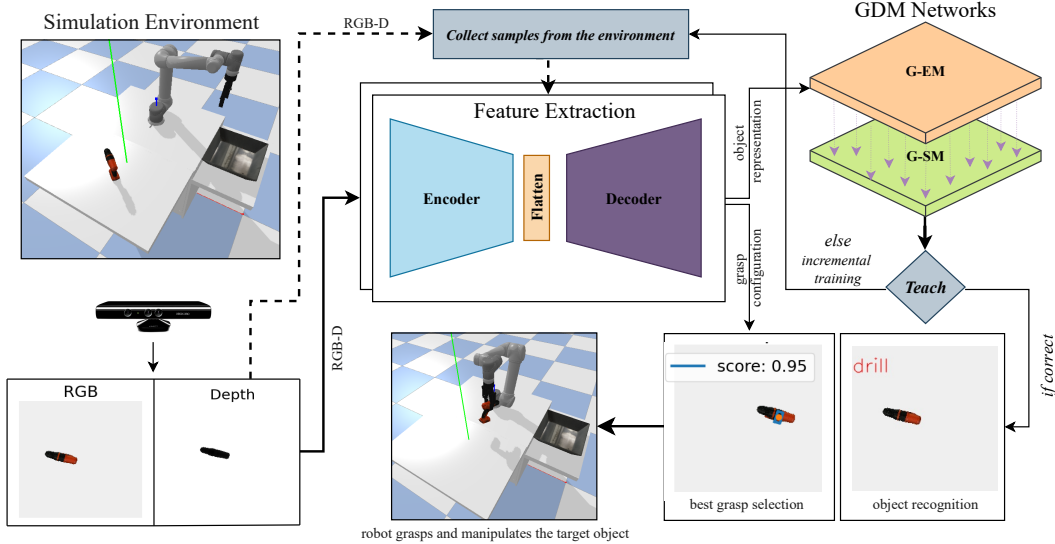 Simulation Environment
RGB-D
Collect samples from the environment
GDM Networks
G-EM
G-SM
Feature Extraction
Encoder
Flatten
Decoder
object
representation
grasp
configuration
else
incremental
training
Teach
if correct
RGB-D
RGB
Depth
score: 0.95
drill
best grasp selection
object recognition
robot grasps and manipulates the target object